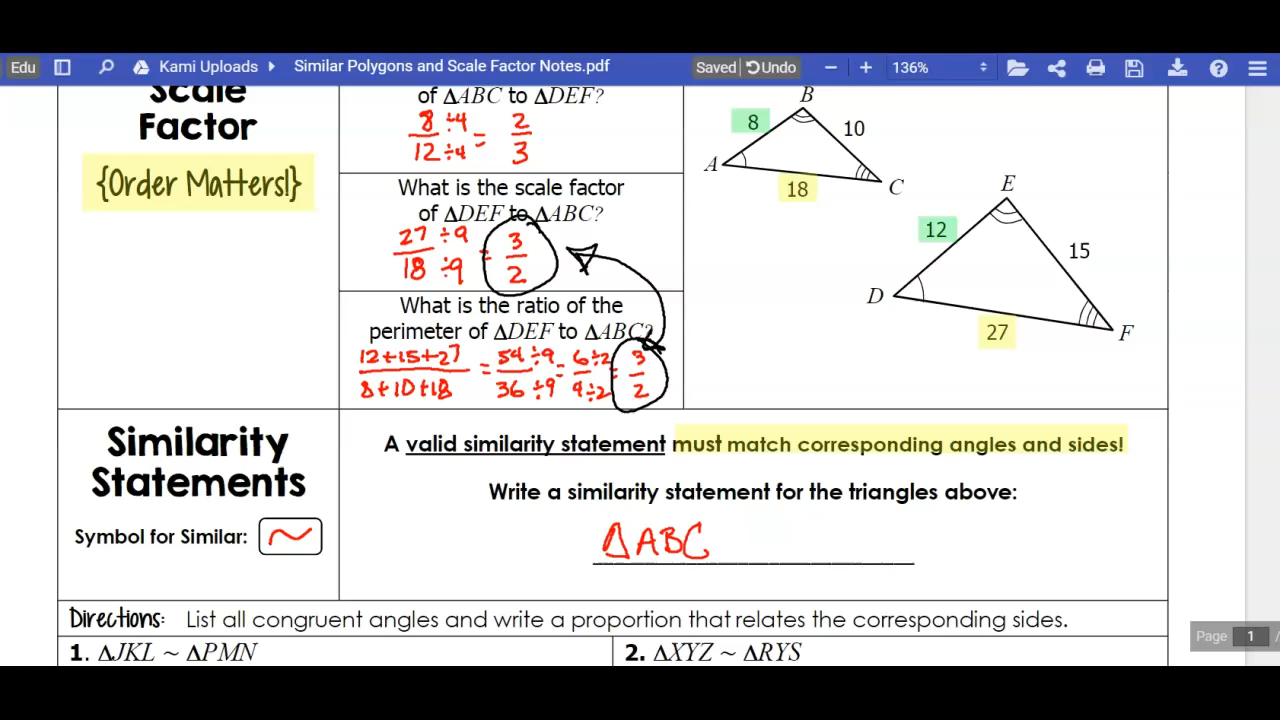 Edu Kami Uploads Similar Polygons and Scale Factor Notes.pdf Saved Undo 136%
Scale
Factor
{Order Matters!}
of ΔABC to ΔDEF?
8 ÷4 = 2
12 ÷4 3
What is the scale factor
of ΔDEF to ΔABC?
27 ÷9 = 3
18 ÷9 2
What is the ratio of the
perimeter of ΔDEF to ΔABC?
12+15+27 = 54 ÷9 = 6 ÷2 = 3
8+10+18 36 ÷9 4 ÷2 2
B
8
10
A
18
C
E
12
15
D
27
F
Similarity
Statements
Symbol for Similar: ~
A valid similarity statement must match corresponding angles and sides!
Write a similarity statement for the triangles above:
ΔABC
Directions: List all congruent angles and write a proportion that relates the corresponding sides.
1. ΔJKL ~ ΔPMN
2. ΔXYZ ~ ΔRYS
Page 1 /